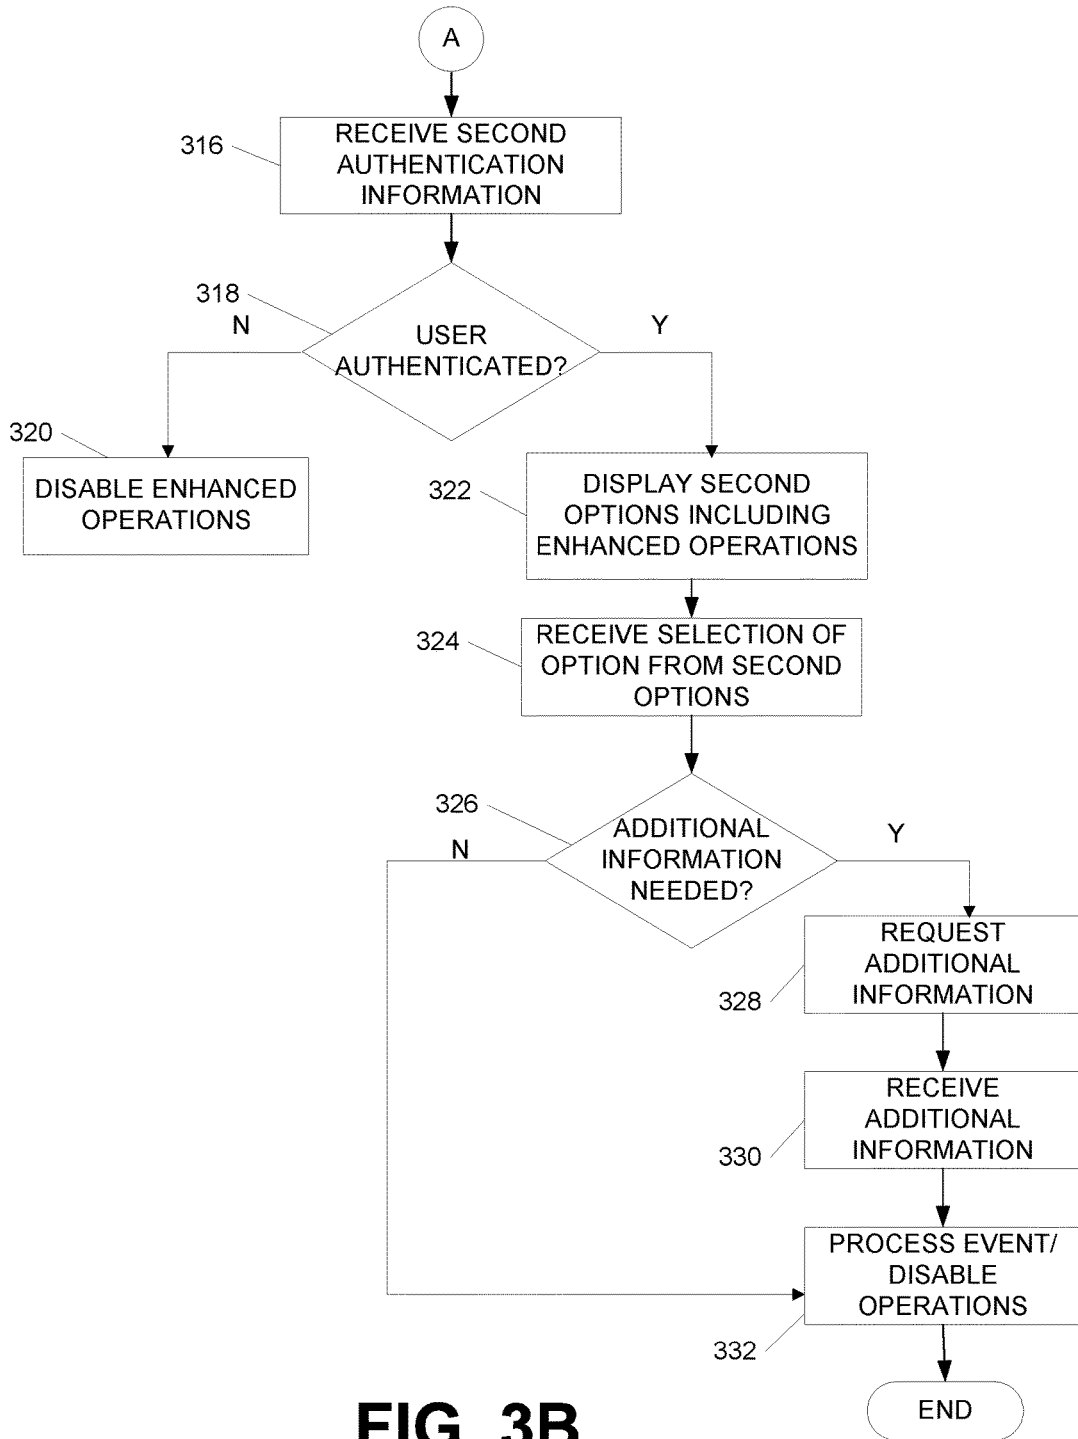 A
316
RECEIVE SECOND
AUTHENTICATION
INFORMATION
318
N
Y
USER
AUTHENTICATED?
320
DISABLE ENHANCED
OPERATIONS
322
DISPLAY SECOND
OPTIONS INCLUDING
ENHANCED OPERATIONS
324
RECEIVE SELECTION OF
OPTION FROM SECOND
OPTIONS
326
N
Y
ADDITIONAL
INFORMATION
NEEDED?
REQUEST
ADDITIONAL
INFORMATION
328
RECEIVE
ADDITIONAL
INFORMATION
330
PROCESS EVENT/
DISABLE
OPERATIONS
332
END
FIG. 3B